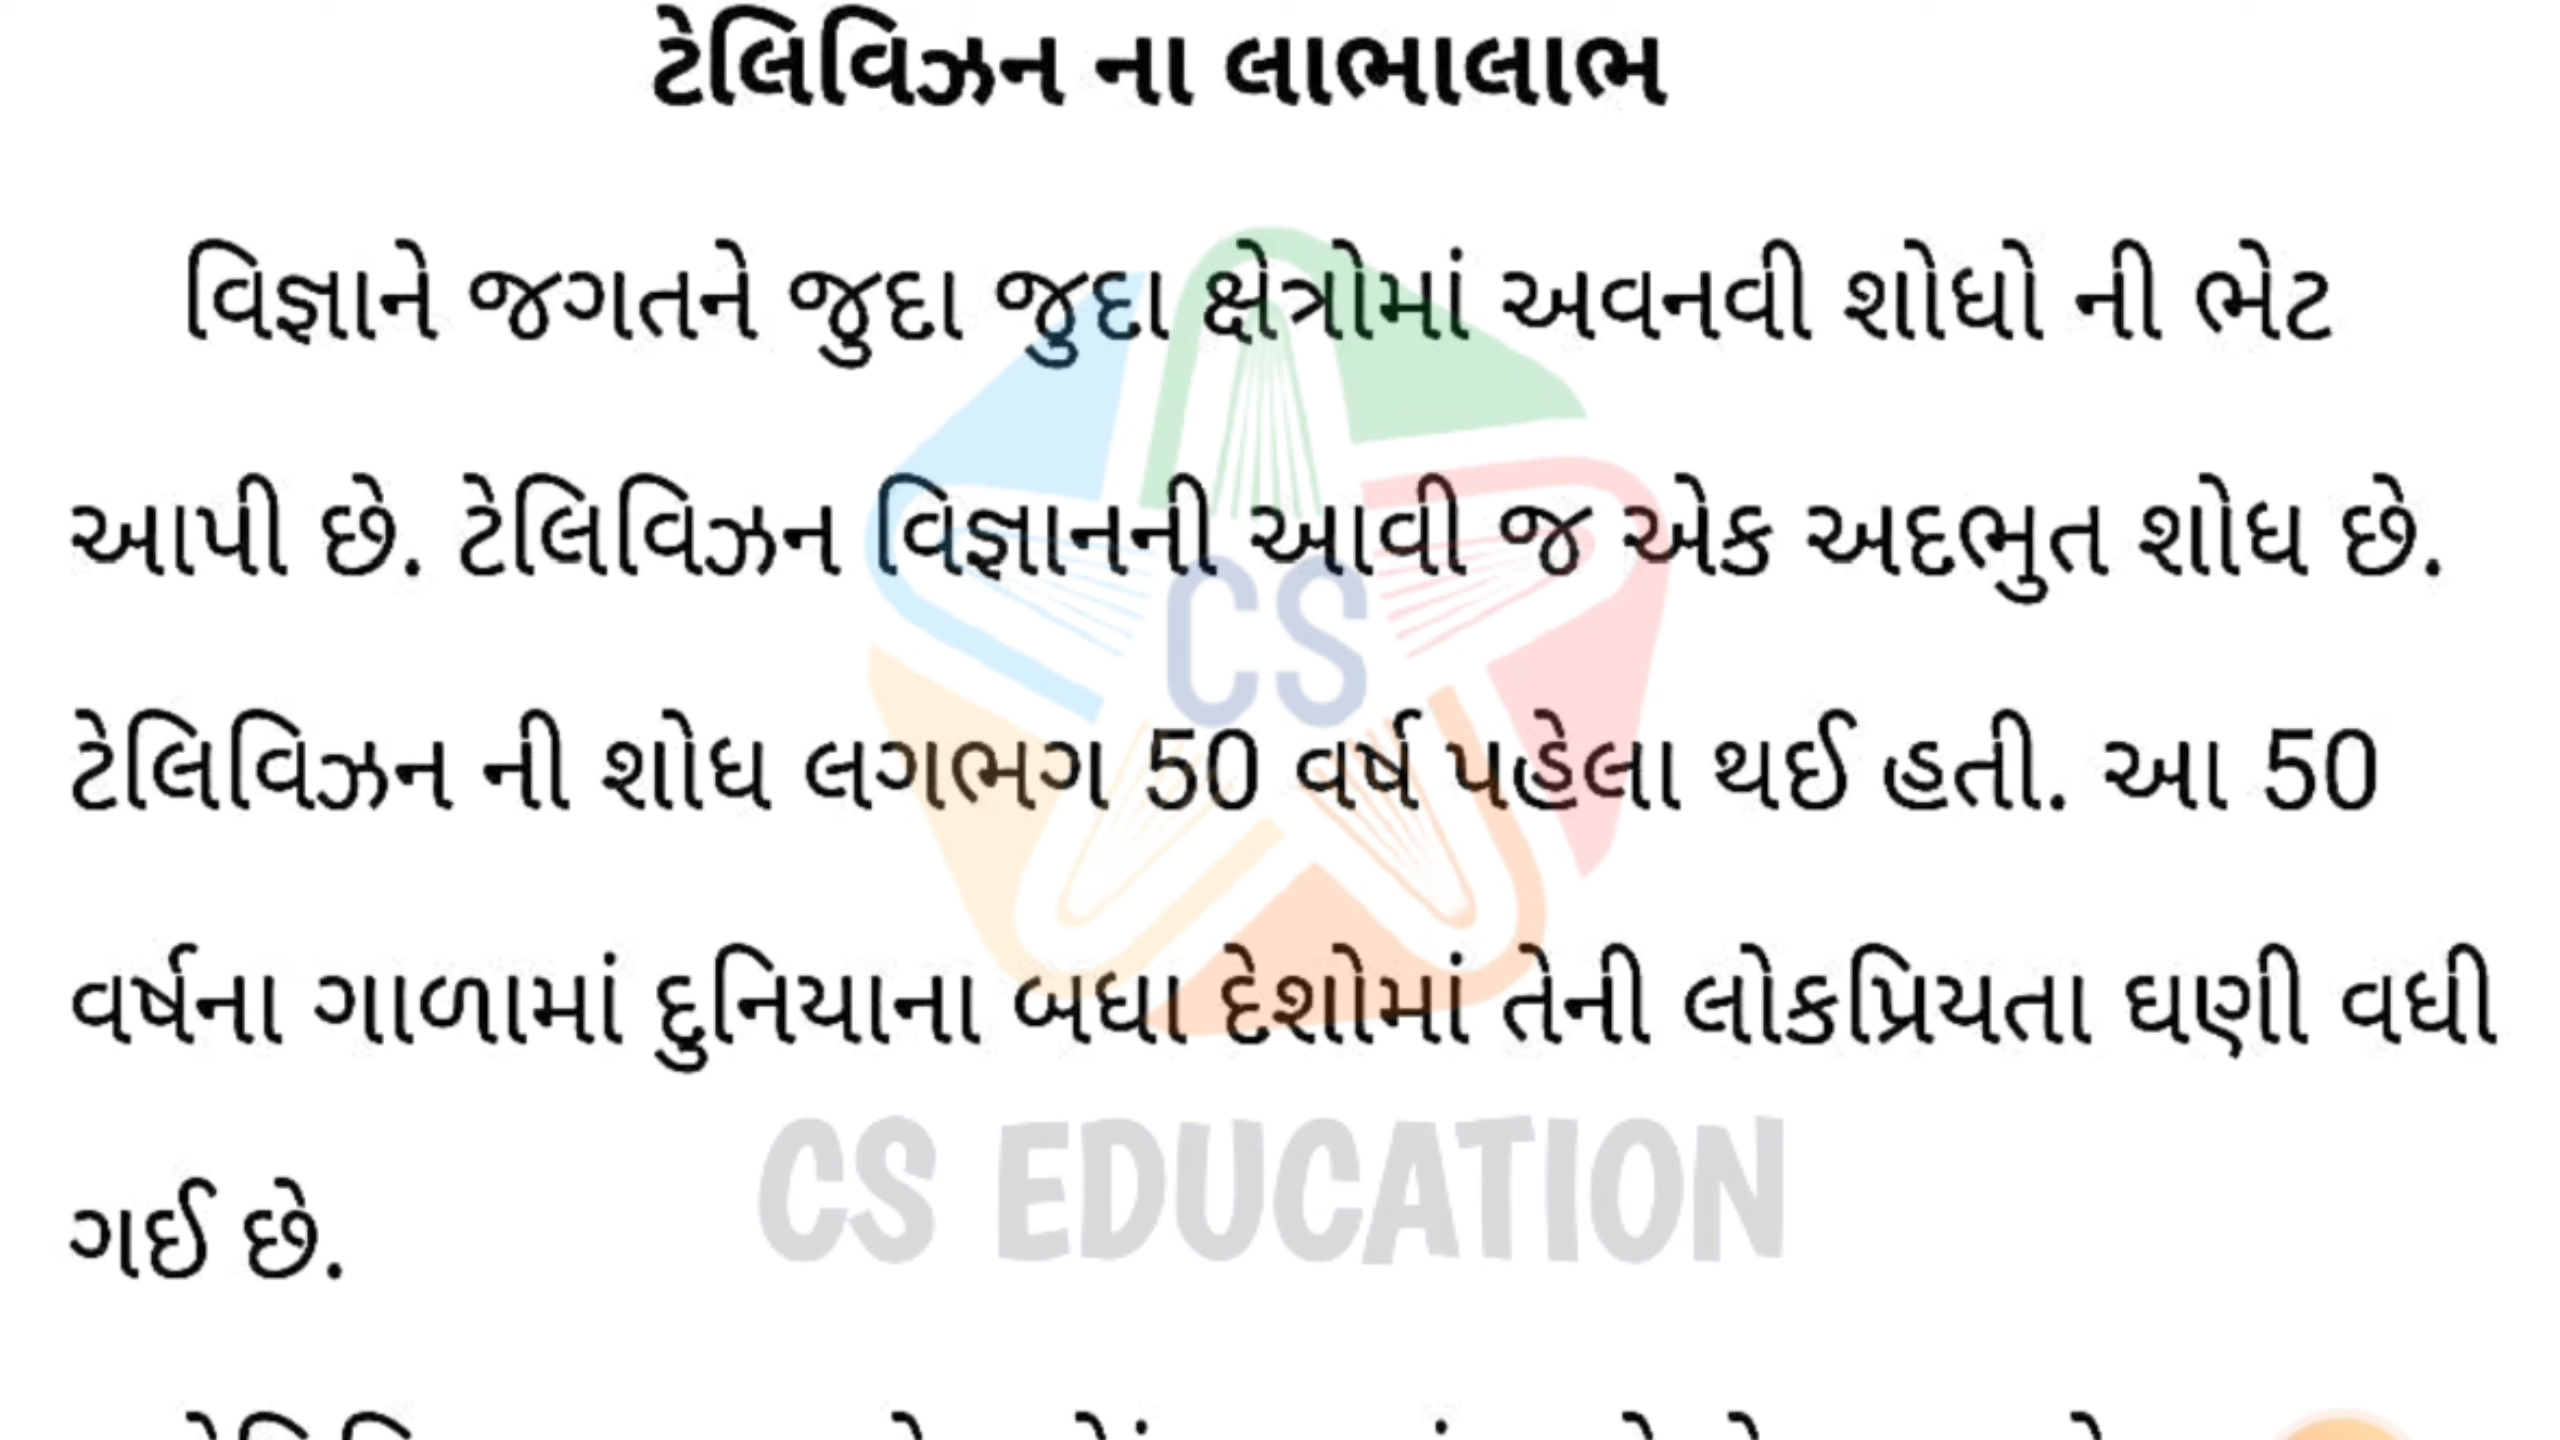 ટેલિવિઝન ના લાભાલાભ
વિજ્ઞાને જગતને જુદા જુદા ક્ષેત્રોમાં અવનવી શોધો ની ભેટ
આપી છે. ટેલિવિઝન વિજ્ઞાનની આવી જ એક અદભુત શોધ છે.
CS
ટેલિવિઝન ની શોધ લગભગ 50 વર્ષ પહેલા થઈ હતી. આ 50
વર્ષના ગાળામાં દુનિયાના બધા દેશોમાં તેની લોકપ્રિયતા ઘણી વધી
CS EDUCATION
ગઈ છે.